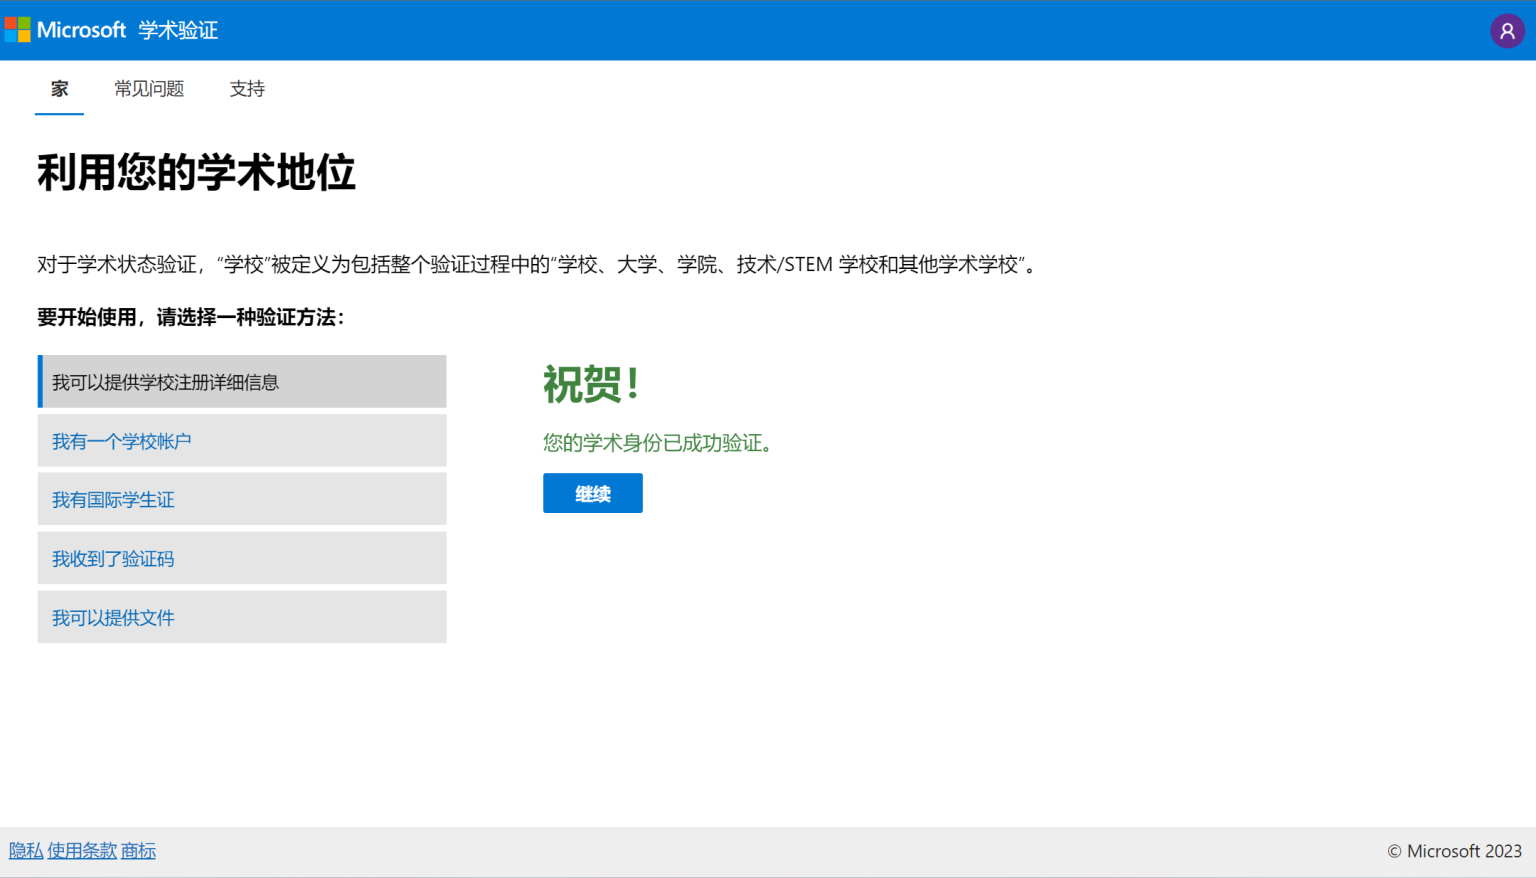 Microsoft 学术验证
家 常见问题 支持
利用您的学术地位
对于学术状态验证，“学校”被定义为包括整个验证过程中的“学校、大学、学院、技术/STEM 学校和其他学术学校”。
要开始使用，请选择一种验证方法：
我可以提供学校注册详细信息
我有一个学校帐户
我有国际学生证
我收到了验证码
我可以提供文件
祝贺！
您的学术身份已成功验证。
继续
隐私 使用条款 商标
© Microsoft 2023